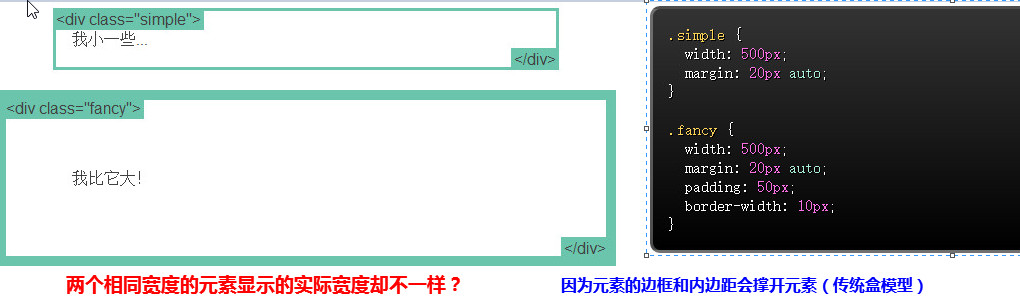 <div class="simple">
我小一些...
</div>
<div class="fancy">
我比它大!
</div>
两个相同宽度的元素显示的实际宽度却不一样？
.simple {
  width: 500px;
  margin: 20px auto;
}

.fancy {
  width: 500px;
  margin: 20px auto;
  padding: 50px;
  border-width: 10px;
}
因为元素的边框和内边距会撑开元素（传统盒模型）